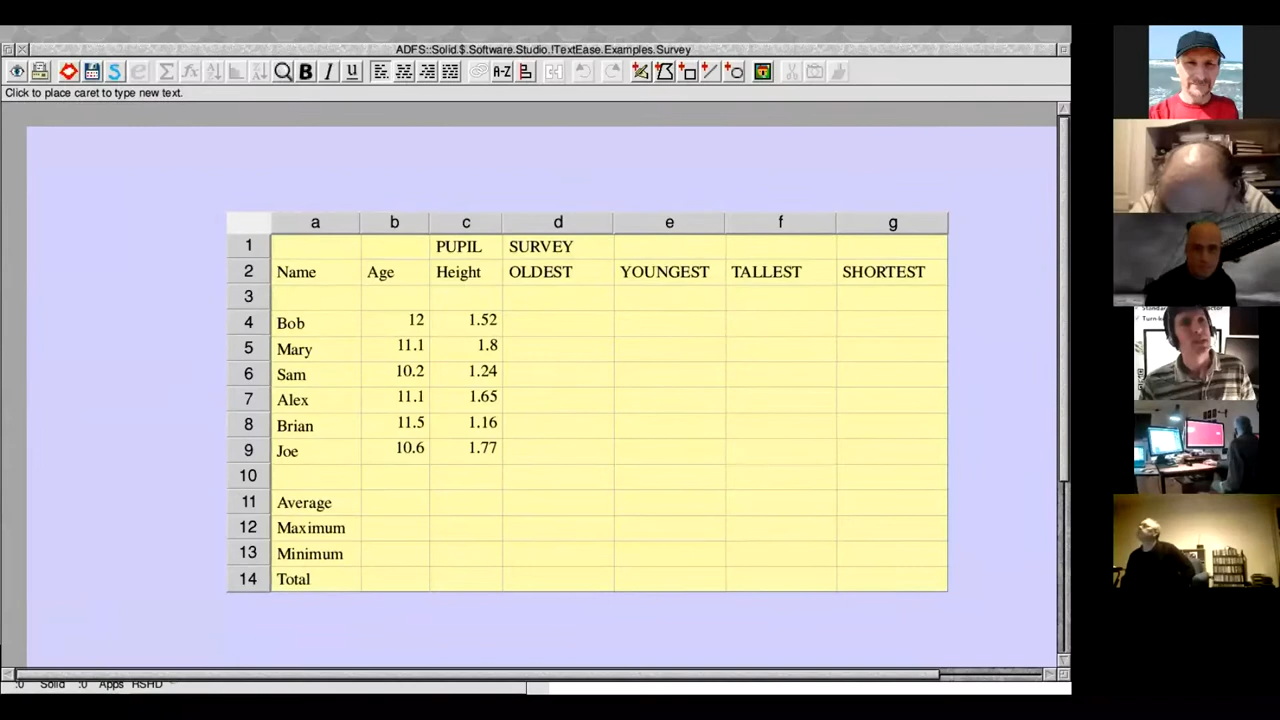 ADFS::Solid.$.Software.Studio.!TextEase.Examples.Survey
B I U A-Z
Click to place caret to type new text.
a b c d e f g
1 PUPIL SURVEY
2 Name Age Height OLDEST YOUNGEST TALLEST SHORTEST
3
4 Bob 12 1.52
5 Mary 11.1 1.8
6 Sam 10.2 1.24
7 Alex 11.1 1.65
8 Brian 11.5 1.16
9 Joe 10.6 1.77
10
11 Average
12 Maximum
13 Minimum
14 Total
:0 Solid :0 Apps